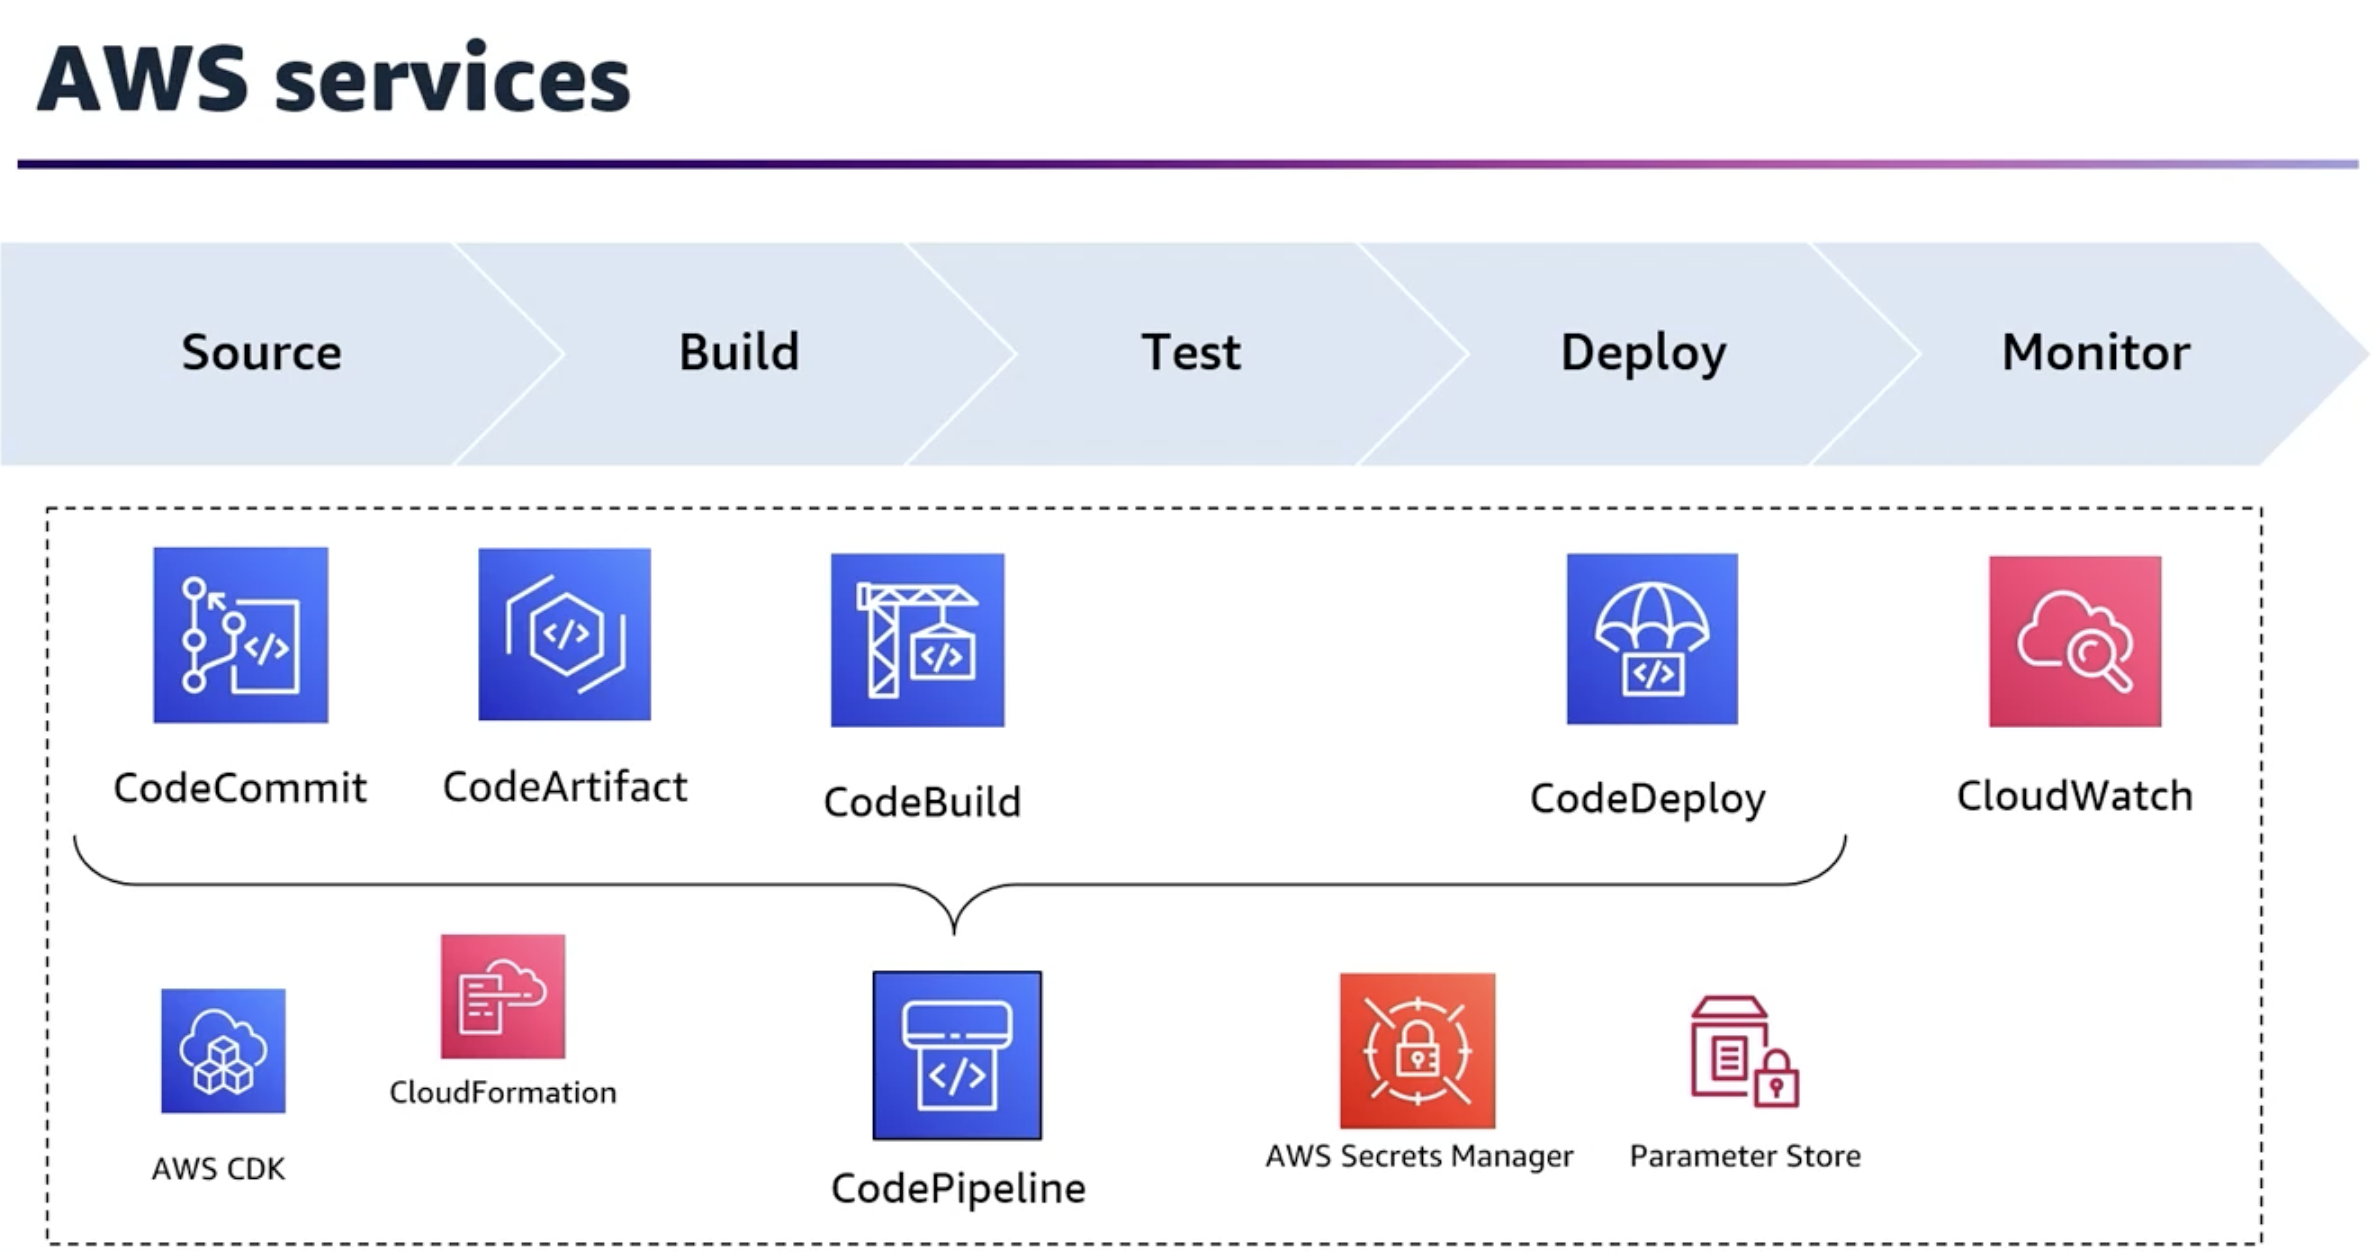 AWS services
Source
Build
Test
Deploy
Monitor
CodeCommit
CodeArtifact
CodeBuild
CodeDeploy
CloudWatch
AWS CDK
CloudFormation
CodePipeline
AWS Secrets Manager
Parameter Store